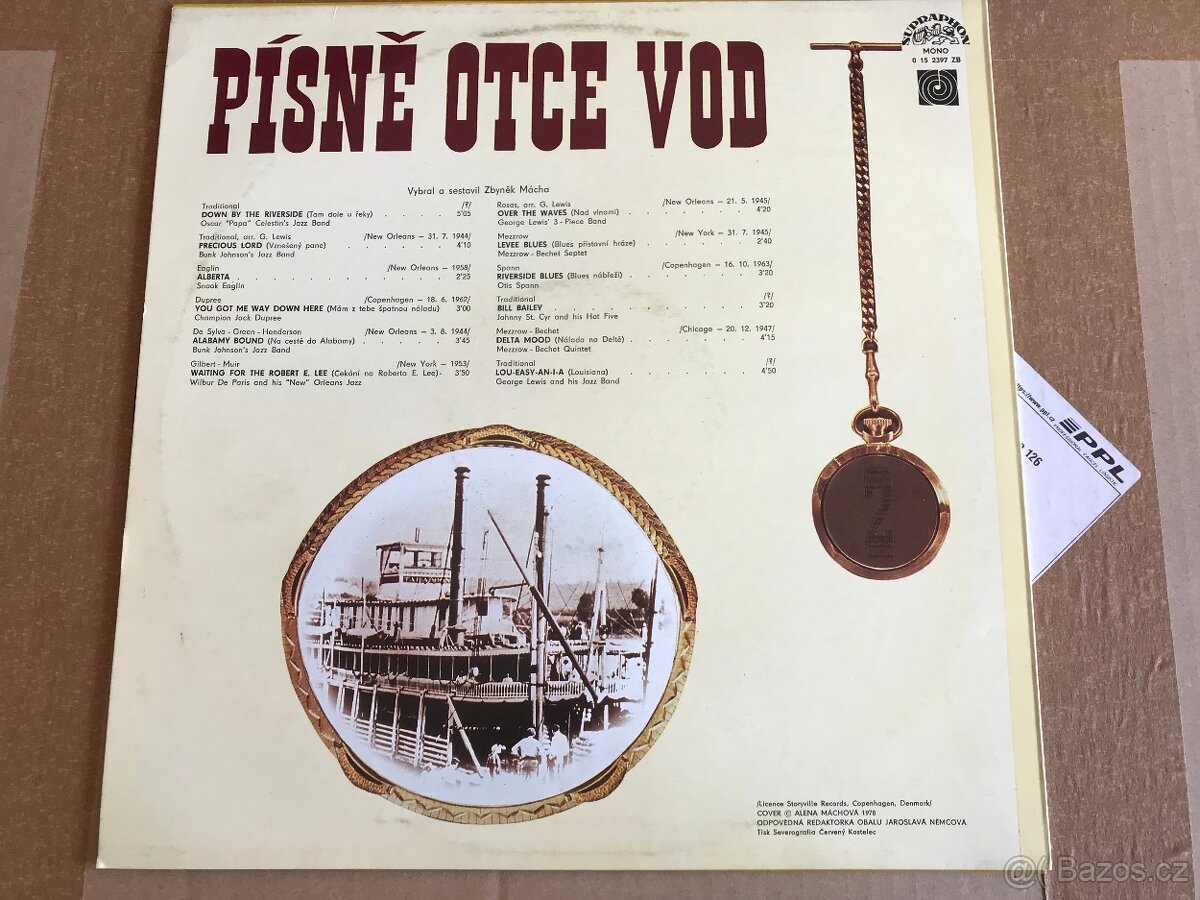 PÍSNĚ OTCE VOD
SUPRAPHON
MONO
0 15 2397 ZB
Vybral a sestavil Zbyněk Mácha
Traditional /?/
DOWN BY THE RIVERSIDE (Tam dole u řeky) . . . . 5'05
Oscar "Papa" Celestin's Jazz Band
Traditional, arr. G. Lewis /New Orleans – 31. 7. 1944/
PRECIOUS LORD (Vznešený pane) . . . . . . 4'10
Bunk Johnson's Jazz Band
Eaglin /New Orleans – 1958/
ALBERTA . . . . . . . . . . . 2'25
Snook Eaglin
Dupree /Copenhagen – 18. 6. 1962/
YOU GOT ME WAY DOWN HERE (Mám z tebe špatnou náladu) 3'00
Champion Jack Dupree
De Sylva - Green - Henderson /New Orleans – 3. 8. 1944/
ALABAMY BOUND (Na cestě do Alabamy) . . . . . 3'45
Bunk Johnson's Jazz Band
Gilbert - Muir /New York – 1953/
WAITING FOR THE ROBERT E. LEE (Čekání na Roberta E. Lee) . 3'50
Wilbur De Paris and his "New" Orleans Jazz
Rosas, arr. G. Lewis /New Orleans – 21. 5. 1945/
OVER THE WAVES (Nad vlnami) . . . . . . 4'20
George Lewis' 3 - Piece Band
Mezzrow /New York – 31. 7. 1945/
LEVEE BLUES (Blues přístavní hráze) . . . . . 2'40
Mezzrow - Bechet Septet
Spann /Copenhagen – 16. 10. 1963/
RIVERSIDE BLUES (Blues nábřeží) . . . . . . 3'20
Otis Spann
Traditional /?/
BILL BAILEY . . . . . . . . . . 3'20
Johnny St. Cyr and his Hot Five
Mezzrow - Bechet /Chicago – 20. 12. 1947/
DELTA MOOD (Nálada na Deltě) . . . . . . 4'15
Mezzrow - Bechet Quintet
Traditional /?/
LOU-EASY-AN-I-A (Louisiana) . . . . . . 4'50
George Lewis and his Jazz Band
/Licence Storyville Records, Copenhagen, Denmark/
COVER © ALENA MÁCHOVÁ 1978
ODPOVĚDNÁ REDAKTORKA OBALU JAROSLAVA NĚMCOVÁ
Tisk Severografia Červený Kostelec
www.ppl.cz
PPL
PROFESSIONAL PARCEL LOGISTIC
126
@ Bazos.cz